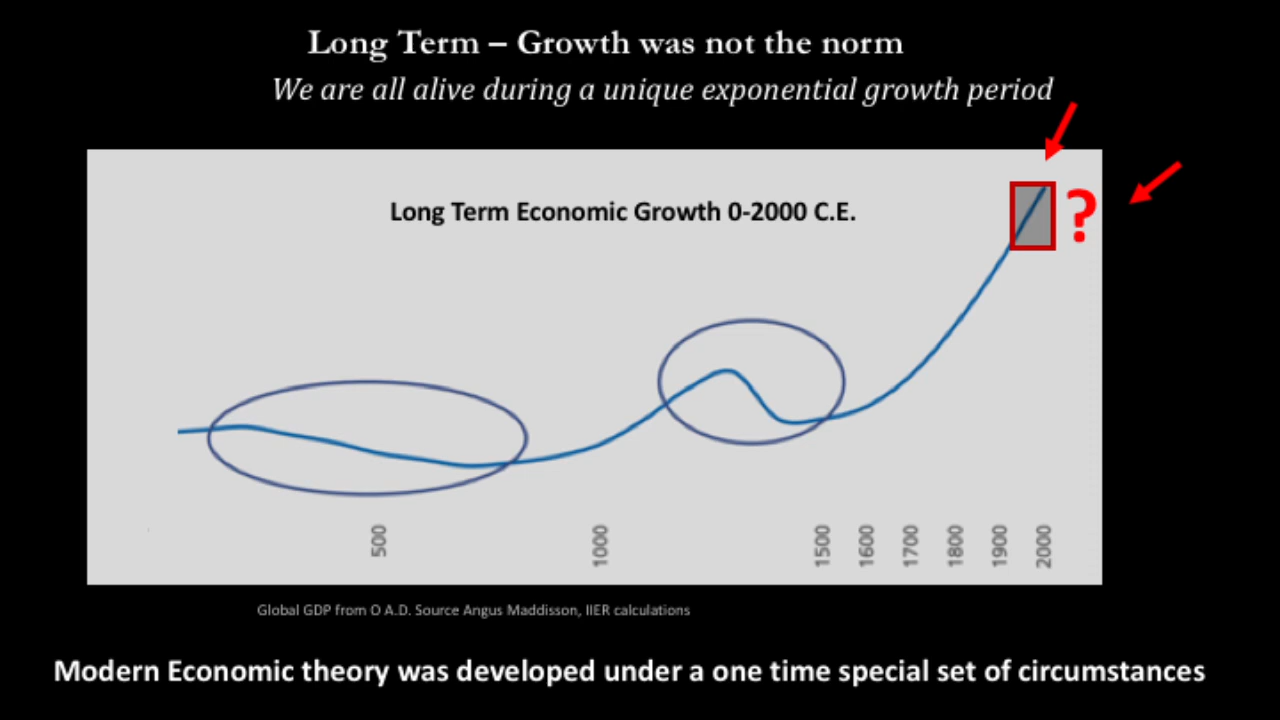 Long Term – Growth was not the norm
We are all alive during a unique exponential growth period
Long Term Economic Growth 0-2000 C.E.
?
500
1000
1500
1600
1700
1800
1900
2000
Global GDP from O A.D. Source Angus Maddisson, IIER calculations
Modern Economic theory was developed under a one time special set of circumstances